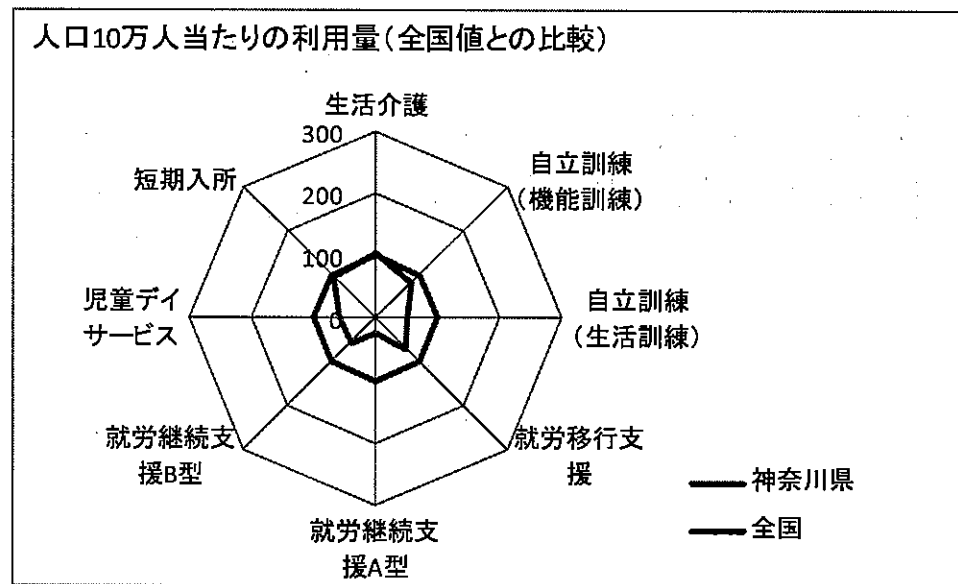 人口10万人当たりの利用量(全国値との比較)
生活介護
300
200
100
0
自立訓練
(機能訓練)
自立訓練
(生活訓練)
就労移行支
援
就労継続支
援A型
就労継続支
援B型
児童デイ
サービス
短期入所
神奈川県
全国